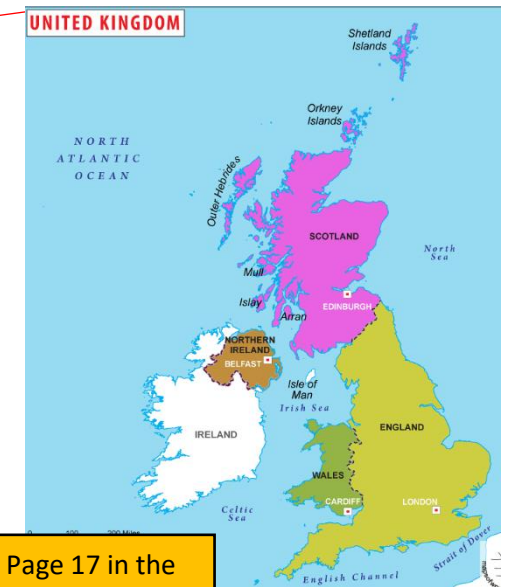 UNITED KINGDOM
Shetland
Islands
Orkney
Islands
NORTH
ATLANTIC
OCEAN
Outer Hebrides
SCOTLAND
North
Sea
Mull
Islay
EDINBURGH
Arran
NORTHERN
IRELAND
BELFAST
Isle of
Man
Irish Sea
IRELAND
ENGLAND
WALES
CARDIFF
LONDON
Celtic
Sea
Strait of Dover
English Channel
Page 17 in the